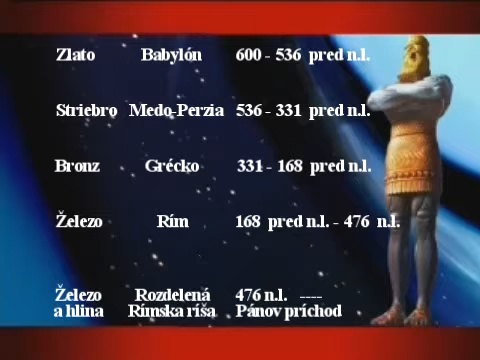 Zlato Babylón 600 - 536 pred n.l.
Striebro Medo-Perzia 536 - 331 pred n.l.
Bronz Grécko 331 - 168 pred n.l.
Železo Rím 168 pred n.l. - 476 n.l.
Železo Rozdelená 476 n.l. ----
a hlina Rímska ríša Pánov príchod